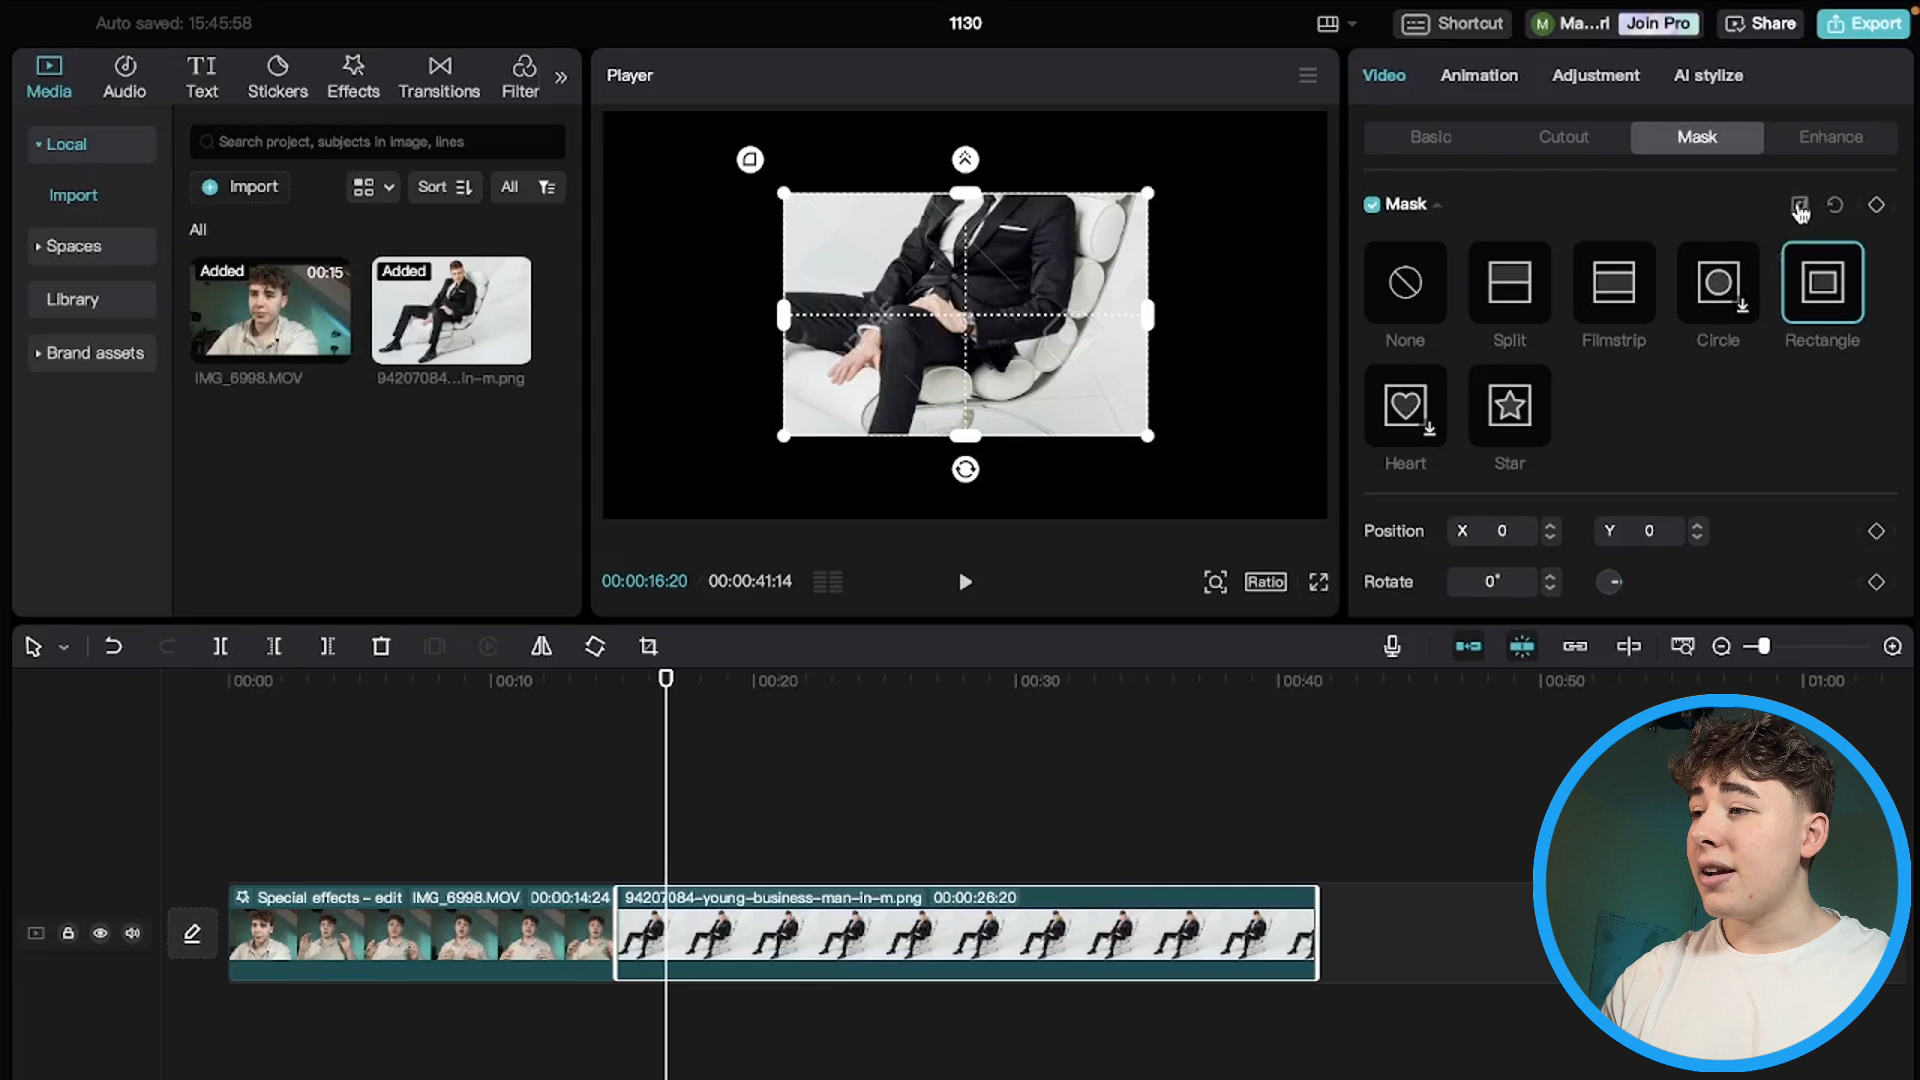 Auto saved: 15:45:58
1130
Shortcut
M
Ma...rl
Join Pro
Share
Export
Media
Audio
TI
Text
Stickers
Effects
Transitions
Filter
Player
Video
Animation
Adjustment
AI stylize
Local
Import
Spaces
Library
Brand assets
Search project, subjects in image, lines
Import
Sort
All
All
Added
00:15
IMG_6998.MOV
Added
94207084...in-m.png
Basic
Cutout
Mask
Enhance
Mask
None
Split
Filmstrip
Circle
Rectangle
Heart
Star
Position
X 0
Y 0
Rotate
0°
00:00:16:20
00:00:41:14
Ratio
00:00
00:10
00:20
00:30
00:40
00:50
01:00
Special effects – edit IMG_6998.MOV 00:00:14:24
94207084-young-business-man-in-m.png 00:00:26:20